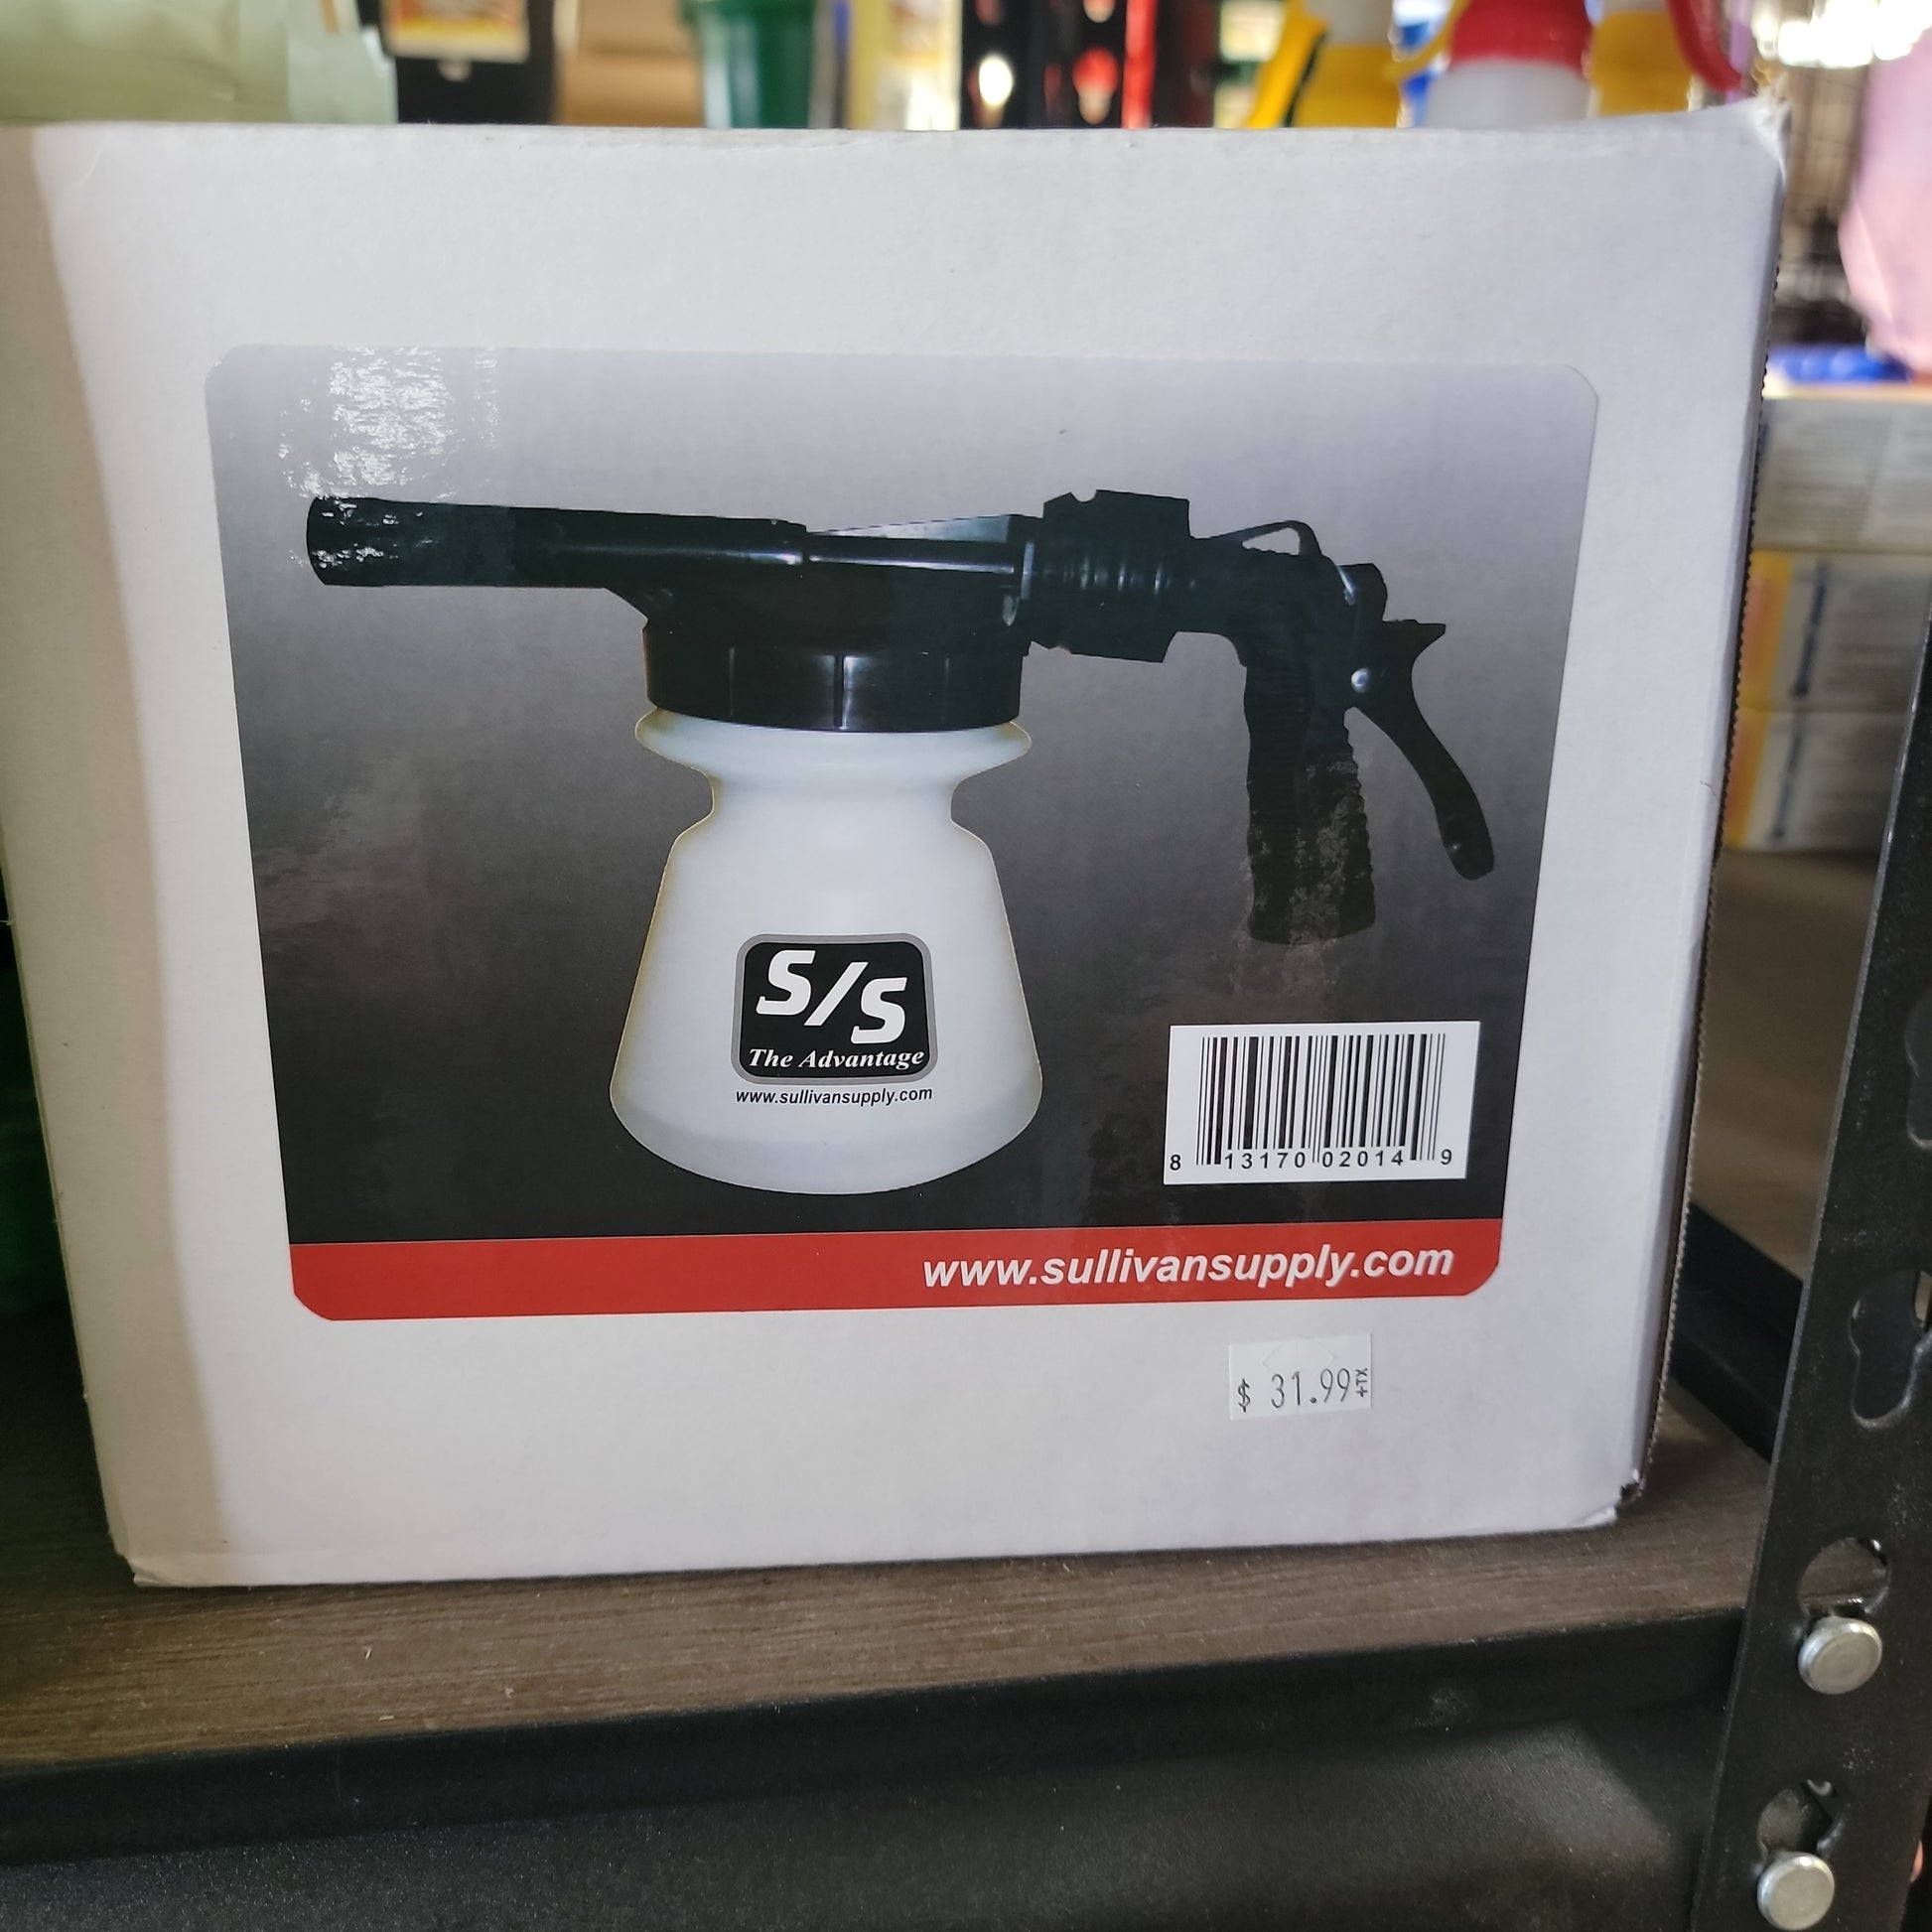 S/S
The Advantage
www.sullivansupply.com
8 13170 02014 9
www.sullivansupply.com
$ 31.99 +TX